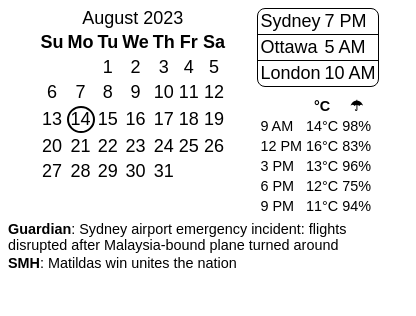 August 2023
Su Mo Tu We Th Fr Sa
1 2 3 4 5
6 7 8 9 10 11 12
13 14 15 16 17 18 19
20 21 22 23 24 25 26
27 28 29 30 31
Sydney 7 PM
Ottawa 5 AM
London 10 AM
°C ☂
9 AM 14°C 98%
12 PM 16°C 83%
3 PM 13°C 96%
6 PM 12°C 75%
9 PM 11°C 94%
Guardian: Sydney airport emergency incident: flights
disrupted after Malaysia-bound plane turned around
SMH: Matildas win unites the nation